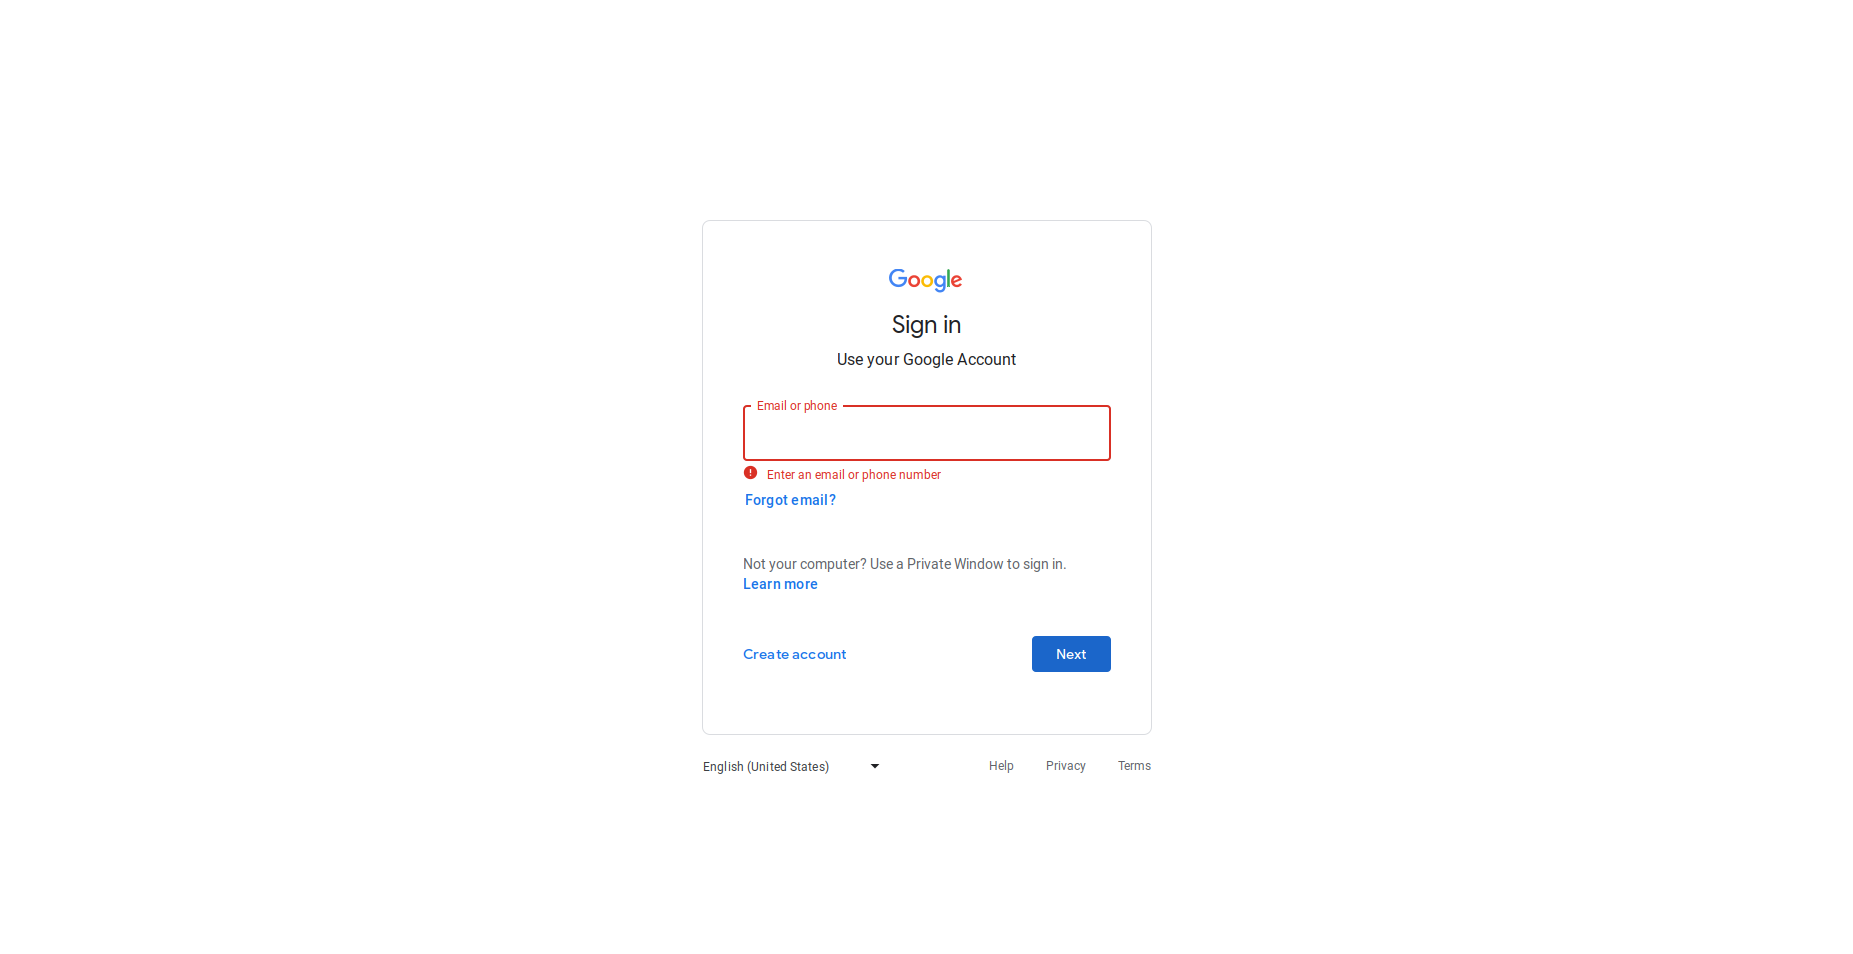 Google
Sign in
Use your Google Account
Email or phone
Enter an email or phone number
Forgot email?
Not your computer? Use a Private Window to sign in.
Learn more
Create account
Next
English (United States)
Help
Privacy
Terms